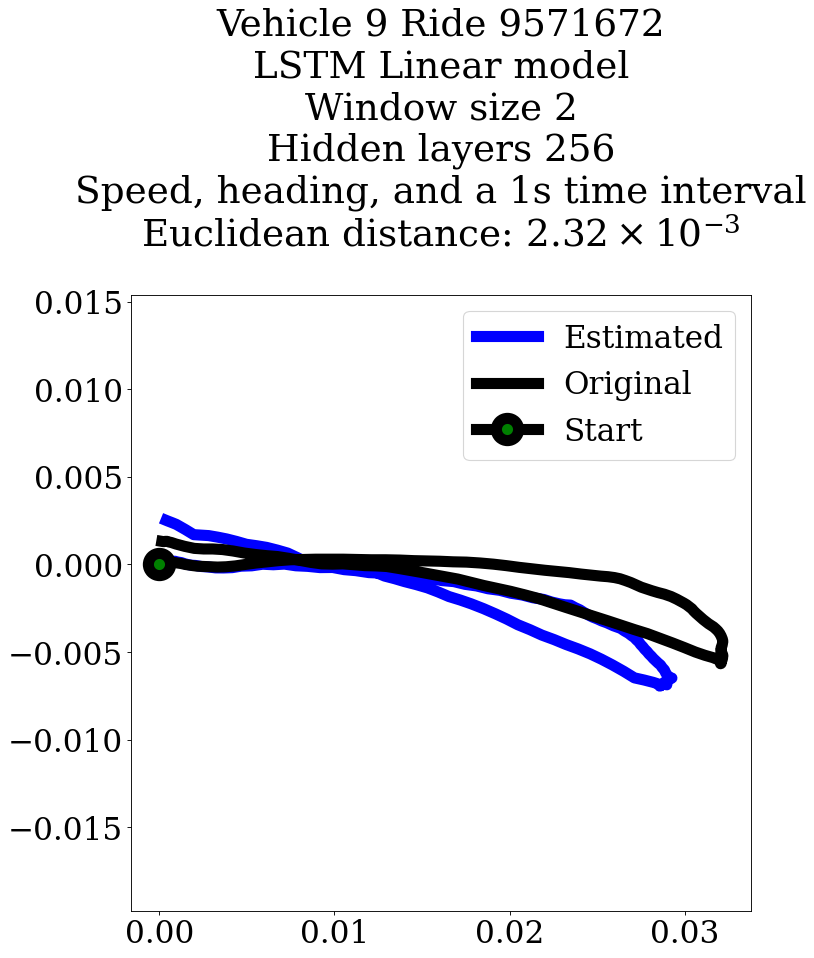 Vehicle 9 Ride 9571672
LSTM Linear model
Window size 2
Hidden layers 256
Speed, heading, and a 1s time interval
Euclidean distance: 2.32 × 10⁻³
0.015
Estimated
0.010
Original
Start
0.005
0.000
−0.005
−0.010
−0.015
0.00 0.01 0.02 0.03